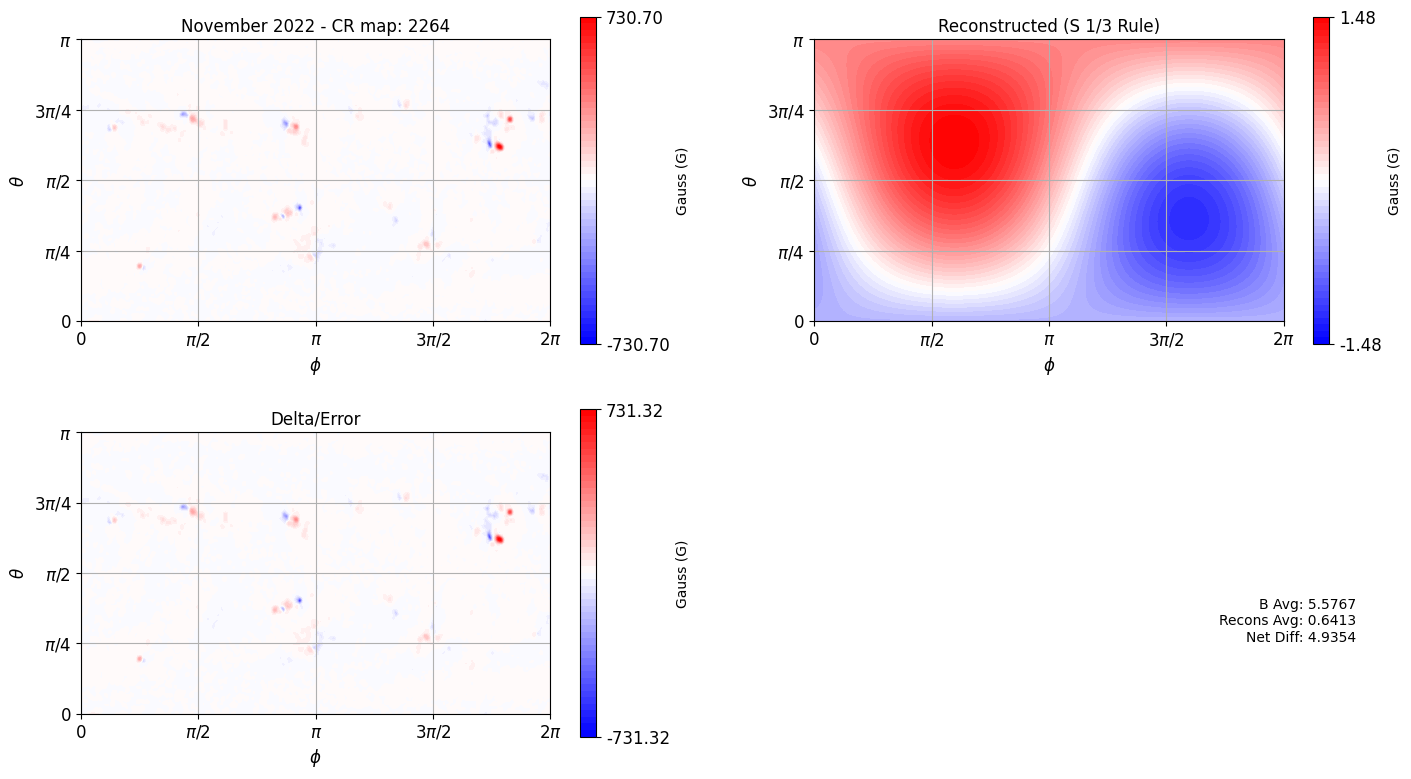 November 2022 - CR map: 2264
π
3π/4
π/2
π/4
0
θ
0
π/2
π
3π/2
2π
ϕ
730.70
-730.70
Gauss (G)
Reconstructed (S 1/3 Rule)
π
3π/4
π/2
π/4
0
θ
0
π/2
π
3π/2
2π
ϕ
1.48
-1.48
Gauss (G)
Delta/Error
π
3π/4
π/2
π/4
0
θ
0
π/2
π
3π/2
2π
ϕ
731.32
-731.32
Gauss (G)
B Avg: 5.5767
Recons Avg: 0.6413
Net Diff: 4.9354